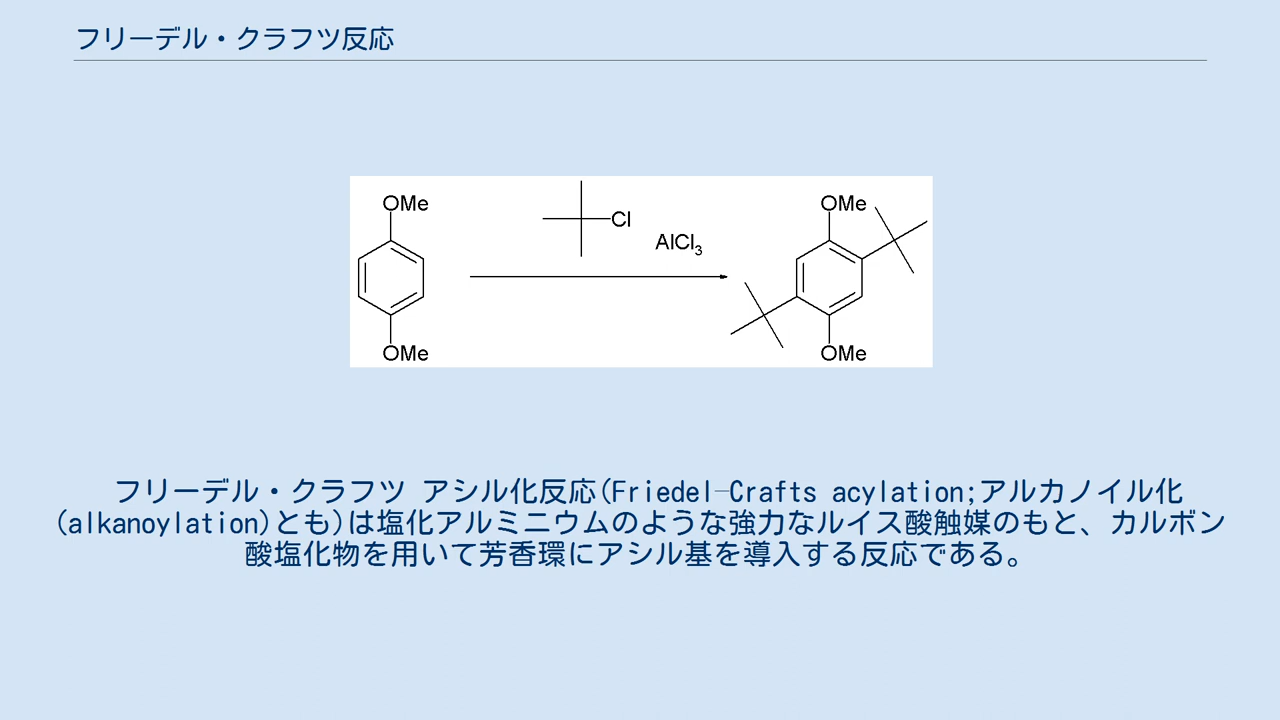 フリーデル・クラフツ反応
OMe
OMe
Cl
AlCl3
OMe
OMe
フリーデル・クラフツ アシル化反応(Friedel–Crafts acylation;アルカノイル化
(alkanoylation)とも)は塩化アルミニウムのような強力なルイス酸触媒のもと、カルボン
酸塩化物を用いて芳香環にアシル基を導入する反応である。